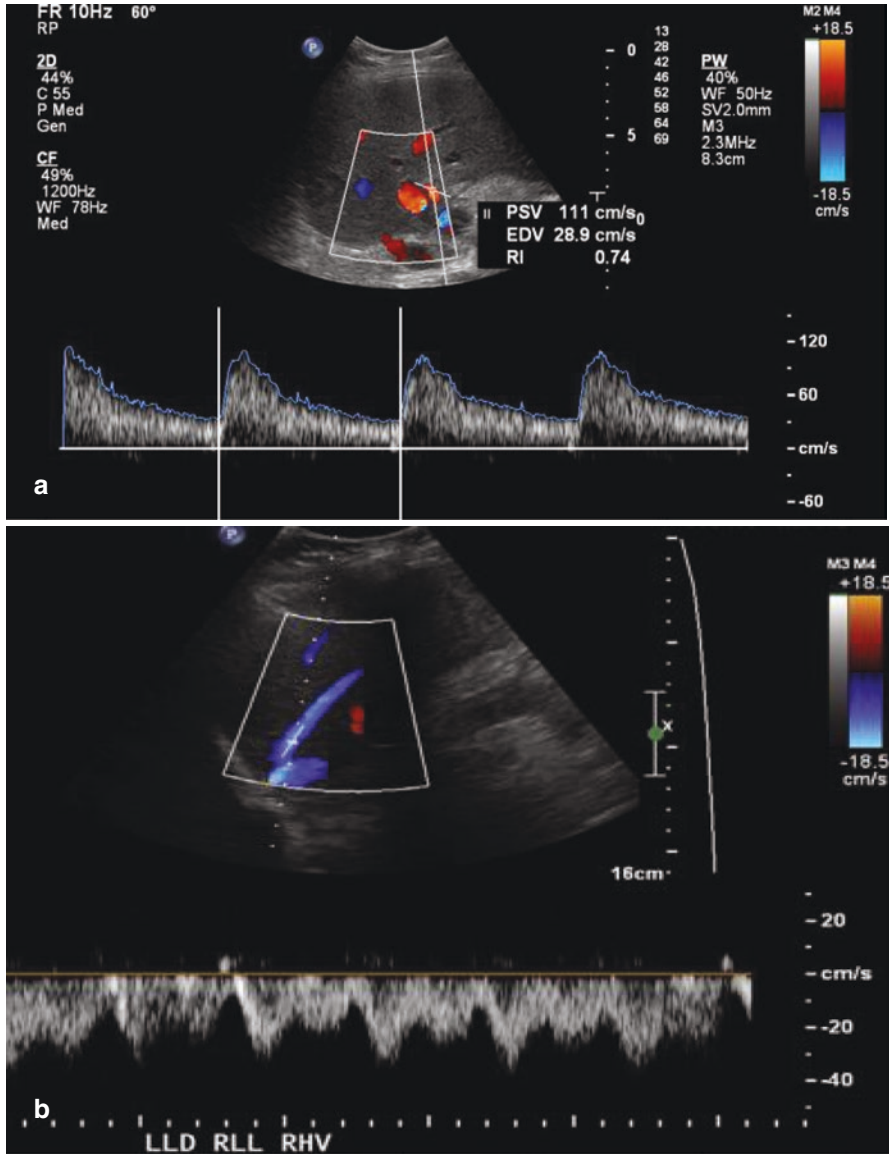 FR 10Hz 60°
RP
2D
44%
C 55
P Med
Gen
CF
49%
1200Hz
WF 78Hz
Med
P
0
5
13
28
42
46
52
58
64
69
PW
40%
WF 50Hz
SV2.0mm
M3
2.3MHz
8.3cm
M2 M4
+18.5
-18.5
cm/s
PSV 111 cm/s
EDV 28.9 cm/s
RI 0.74
0
120
60
cm/s
-60
a
P
M3 M4
+18.5
-18.5
cm/s
X
16cm
20
cm/s
-20
-40
b
LLD RLL RHV